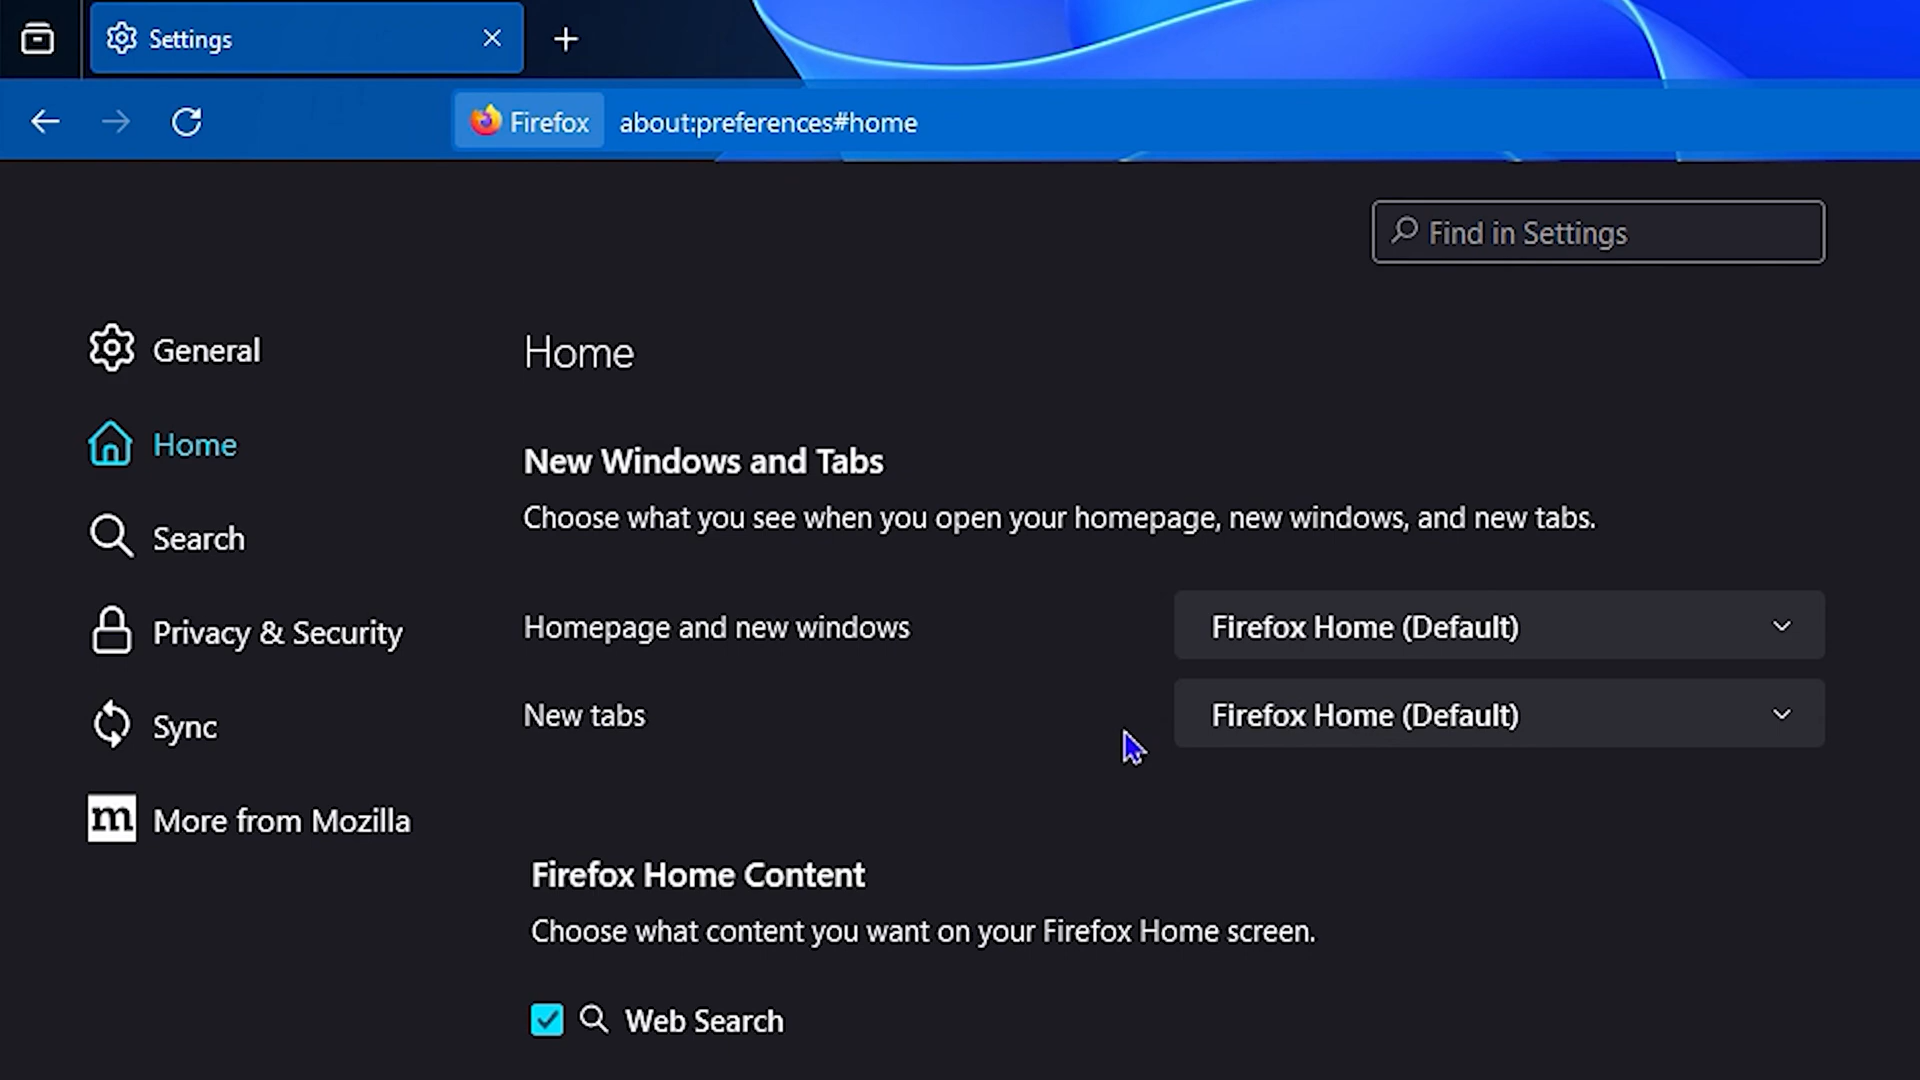 Settings
Firefox about:preferences#home
Find in Settings
General
Home
Search
Privacy & Security
Sync
m More from Mozilla
Home
New Windows and Tabs
Choose what you see when you open your homepage, new windows, and new tabs.
Homepage and new windows Firefox Home (Default)
New tabs Firefox Home (Default)
Firefox Home Content
Choose what content you want on your Firefox Home screen.
Web Search